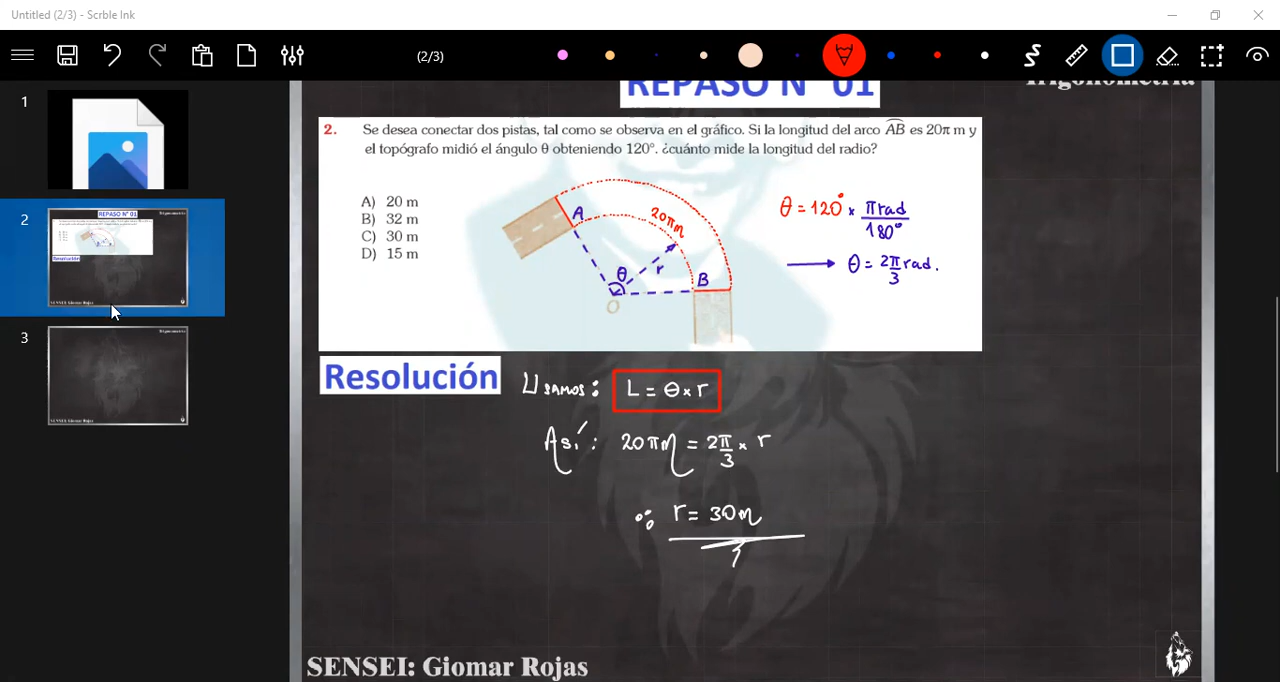 Untitled (2/3) - Scrble Ink
(2/3)
1
2
3
REPASO N° 01
Trigonometría
2. Se desea conectar dos pistas, tal como se observa en el gráfico. Si la longitud del arco AB es 20π m y
el topógrafo midió el ángulo θ obteniendo 120°. ¿cuánto mide la longitud del radio?
A) 20 m
B) 32 m
C) 30 m
D) 15 m
A
20πm
θ
r
B
O
θ = 120° × πrad/180°
θ = 2π/3 rad.
Resolución
Usamos: L = θ × r
Así: 20πm = 2π/3 × r
∴ r = 30m
SENSEI: Giomar Rojas